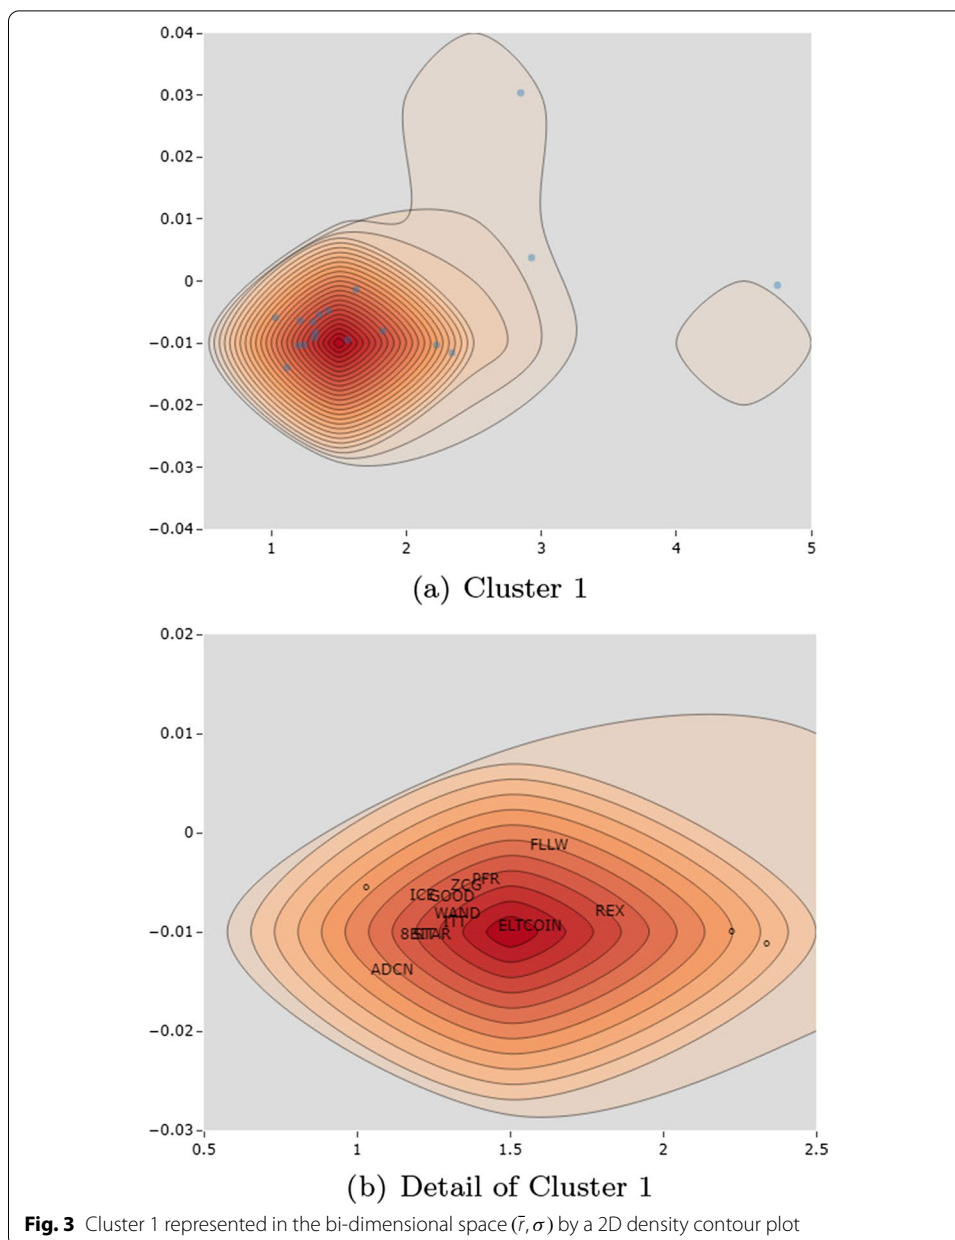 0.04
0.03
0.02
0.01
0
−0.01
−0.02
−0.03
−0.04
1 2 3 4 5
(a) Cluster 1
0.02
0.01
0
−0.01
−0.02
−0.03
FLLW
PFR
ZCG
ICE GOOD
WAND
REX
ITT
ELTCOIN
8BIT STAR
ADCN
0.5 1 1.5 2 2.5
(b) Detail of Cluster 1
Fig. 3 Cluster 1 represented in the bi-dimensional space (r̄, σ) by a 2D density contour plot